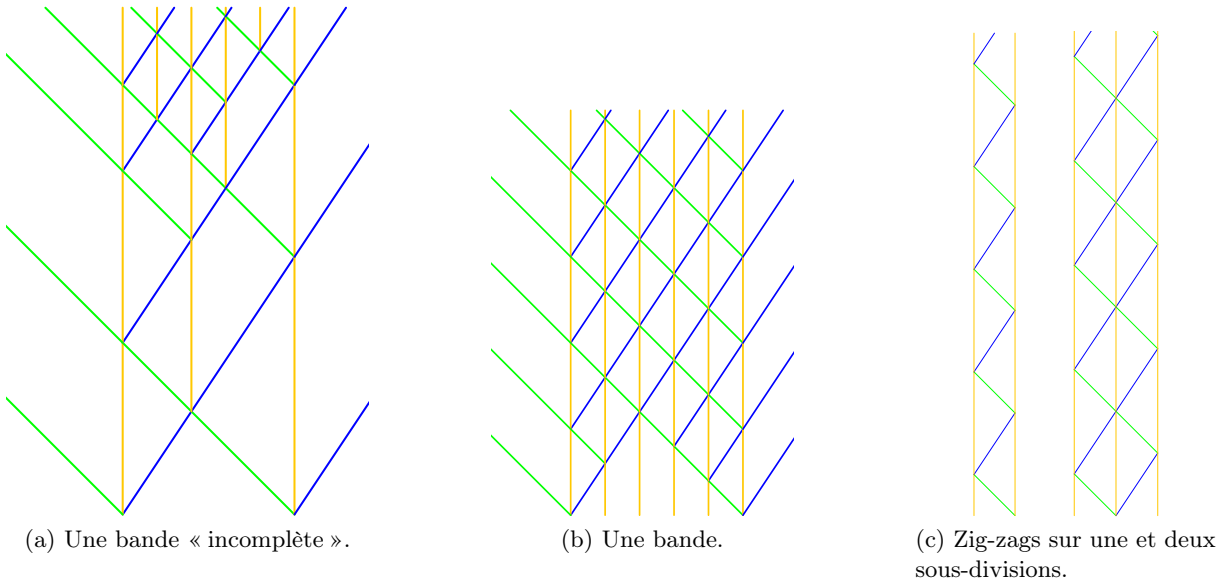 (a) Une bande « incomplète ».
(b) Une bande.
(c) Zig-zags sur une et deux
sous-divisions.